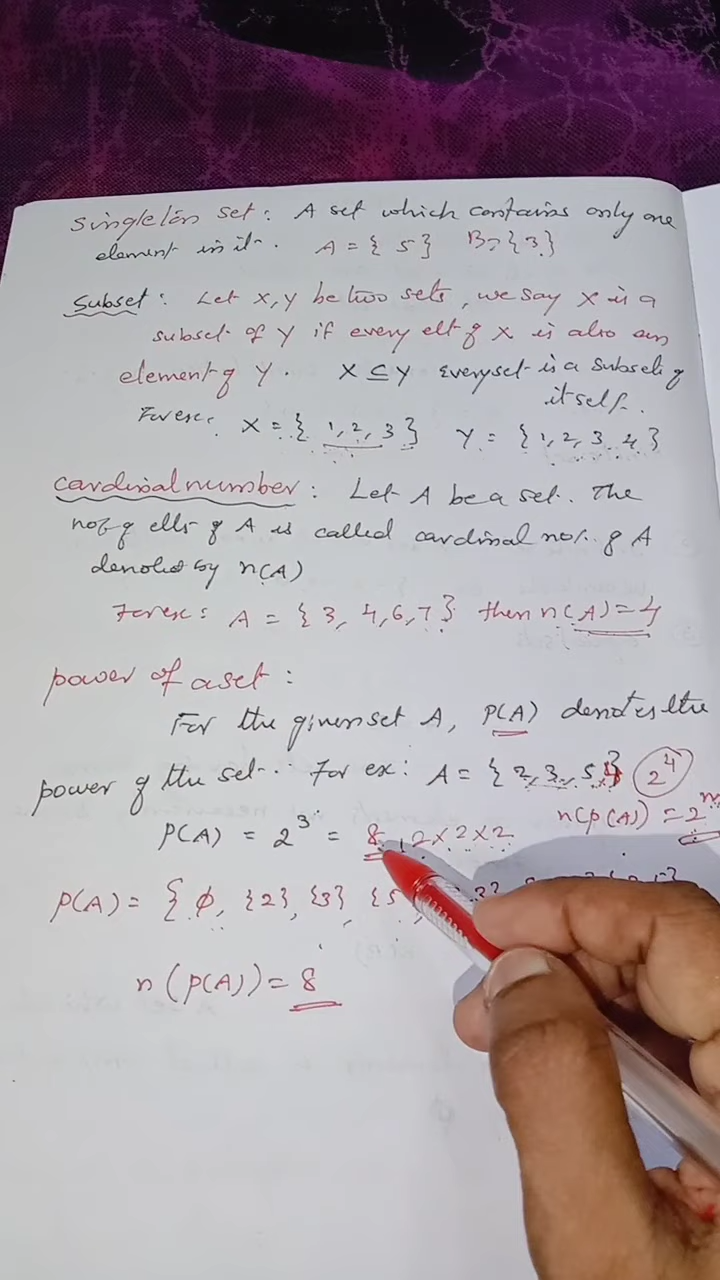 Singleton set: A set which contains only one
element in it. A = { 5 } B = { 3 }
Subset: Let X, Y be two sets, we say X is a
subset of Y if every elt of X is also an
element of Y. X ⊆ Y Every set is a subset of
itself.
For ex: X = { 1, 2, 3 } Y = { 1, 2, 3, 4 }
cardinal number: Let A be a set. The
no/. of elts of A is called cardinal no/. of A
denoted by n(A)
For ex: A = { 3, 4, 6, 7 } then n(A) = 4
power of a set:
For the given set A, P(A) denotes the
power of the set. For ex: A = { 2, 3, 5, 4 } 2⁴
n(P(A)) = 2ⁿ
P(A) = 2³ = 8, 2 x 2 x 2
P(A) = { ϕ, {2}, {3}, {5
n (P(A)) = 8